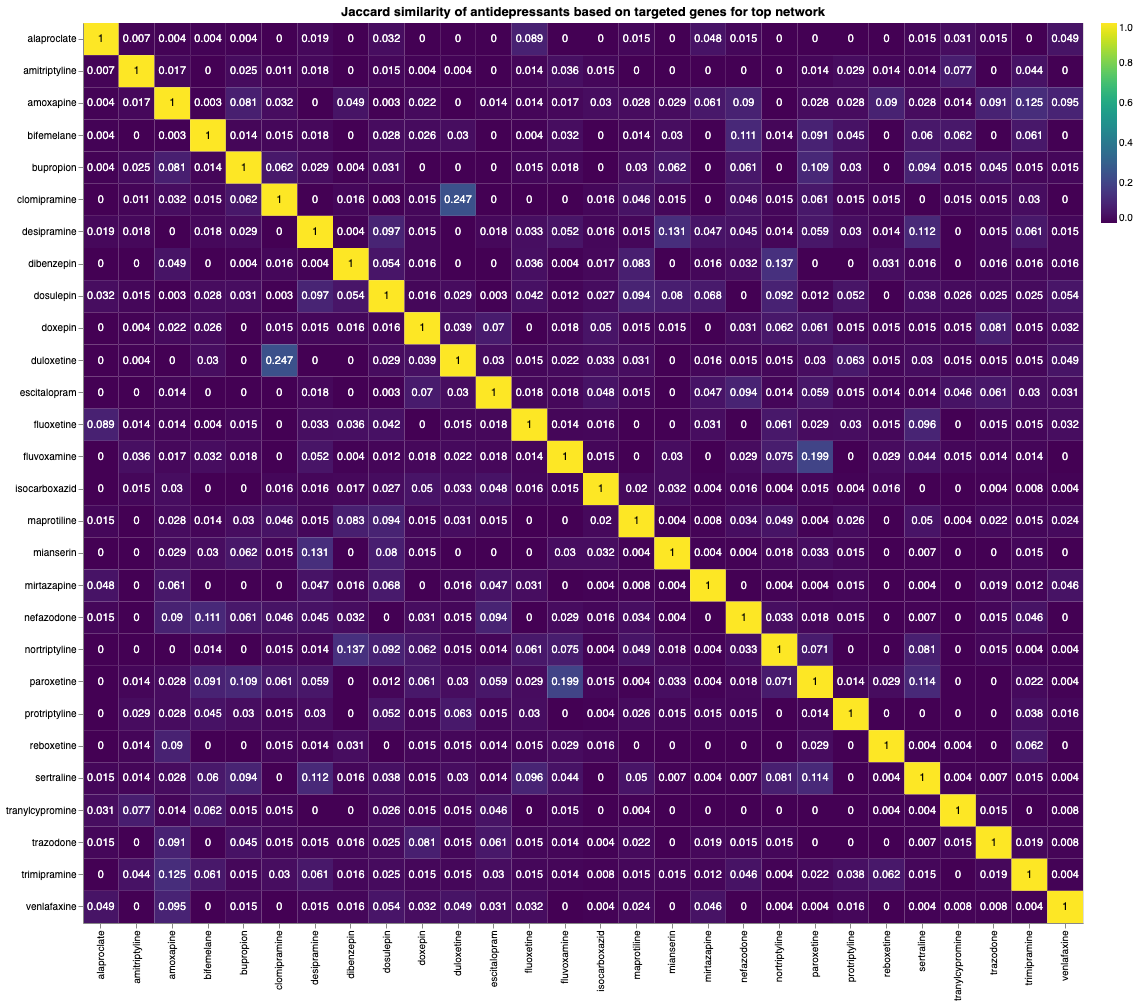 Jaccard similarity of antidepressants based on targeted genes for top network
alaproclate 1 0.007 0.004 0.004 0.004 0 0.019 0 0.032 0 0 0 0.089 0 0 0.015 0 0.048 0.015 0 0 0 0 0.015 0.031 0.015 0 0.049
1.0
amitriptyline 0.007 1 0.017 0 0.025 0.011 0.018 0 0.015 0.004 0.004 0 0.014 0.036 0.015 0 0 0 0 0 0.014 0.029 0.014 0.014 0.077 0 0.044 0
0.8
amoxapine 0.004 0.017 1 0.003 0.081 0.032 0 0.049 0.003 0.022 0 0.014 0.014 0.017 0.03 0.028 0.029 0.061 0.09 0 0.028 0.028 0.09 0.028 0.014 0.091 0.125 0.095
0.6
bifemelane 0.004 0 0.003 1 0.014 0.015 0.018 0 0.028 0.026 0.03 0 0.004 0.032 0 0.014 0.03 0 0.111 0.014 0.091 0.045 0 0.06 0.062 0 0.061 0
0.4
bupropion 0.004 0.025 0.081 0.014 1 0.062 0.029 0.004 0.031 0 0 0 0.015 0.018 0 0.03 0.062 0 0.061 0 0.109 0.03 0 0.094 0.015 0.045 0.015 0.015
0.2
clomipramine 0 0.011 0.032 0.015 0.062 1 0 0.016 0.003 0.015 0.247 0 0 0 0.016 0.046 0.015 0 0.046 0.015 0.061 0.015 0.015 0 0.015 0.015 0.03 0
0.0
desipramine 0.019 0.018 0 0.018 0.029 0 1 0.004 0.097 0.015 0 0.018 0.033 0.052 0.016 0.015 0.131 0.047 0.045 0.014 0.059 0.03 0.014 0.112 0 0.015 0.061 0.015
dibenzepin 0 0 0.049 0 0.004 0.016 0.004 1 0.054 0.016 0 0 0.036 0.004 0.017 0.083 0 0.016 0.032 0.137 0 0 0.031 0.016 0 0.016 0.016 0.016
dosulepin 0.032 0.015 0.003 0.028 0.031 0.003 0.097 0.054 1 0.016 0.029 0.003 0.042 0.012 0.027 0.094 0.08 0.068 0 0.092 0.012 0.052 0 0.038 0.026 0.025 0.025 0.054
doxepin 0 0.004 0.022 0.026 0 0.015 0.015 0.016 0.016 1 0.039 0.07 0 0.018 0.05 0.015 0.015 0 0.031 0.062 0.061 0.015 0.015 0.015 0.015 0.081 0.015 0.032
duloxetine 0 0.004 0 0.03 0 0.247 0 0 0.029 0.039 1 0.03 0.015 0.022 0.033 0.031 0 0.016 0.015 0.015 0.03 0.063 0.015 0.03 0.015 0.015 0.015 0.049
escitalopram 0 0 0.014 0 0 0 0.018 0 0.003 0.07 0.03 1 0.018 0.018 0.048 0.015 0 0.047 0.094 0.014 0.059 0.015 0.014 0.014 0.046 0.061 0.03 0.031
fluoxetine 0.089 0.014 0.014 0.004 0.015 0 0.033 0.036 0.042 0 0.015 0.018 1 0.014 0.016 0 0 0.031 0 0.061 0.029 0.03 0.015 0.096 0 0.015 0.015 0.032
fluvoxamine 0 0.036 0.017 0.032 0.018 0 0.052 0.004 0.012 0.018 0.022 0.018 0.014 1 0.015 0 0.03 0 0.029 0.075 0.199 0 0.029 0.044 0.015 0.014 0.014 0
isocarboxazid 0 0.015 0.03 0 0 0.016 0.016 0.017 0.027 0.05 0.033 0.048 0.016 0.015 1 0.02 0.032 0.004 0.016 0.004 0.015 0.004 0.016 0 0 0.004 0.008 0.004
maprotiline 0.015 0 0.028 0.014 0.03 0.046 0.015 0.083 0.094 0.015 0.031 0.015 0 0 0.02 1 0.004 0.008 0.034 0.049 0.004 0.026 0 0.05 0.004 0.022 0.015 0.024
mianserin 0 0 0.029 0.03 0.062 0.015 0.131 0 0.08 0.015 0 0 0 0.03 0.032 0.004 1 0.004 0.004 0.018 0.033 0.015 0 0.007 0 0 0.015 0
mirtazapine 0.048 0 0.061 0 0 0 0.047 0.016 0.068 0 0.016 0.047 0.031 0 0.004 0.008 0.004 1 0 0.004 0.004 0.015 0 0.004 0 0.019 0.012 0.046
nefazodone 0.015 0 0.09 0.111 0.061 0.046 0.045 0.032 0 0.031 0.015 0.094 0 0.029 0.016 0.034 0.004 0 1 0.033 0.018 0.015 0 0.007 0 0.015 0.046 0
nortriptyline 0 0 0 0.014 0 0.015 0.014 0.137 0.092 0.062 0.015 0.014 0.061 0.075 0.004 0.049 0.018 0.004 0.033 1 0.071 0 0 0.081 0 0.015 0.004 0.004
paroxetine 0 0.014 0.028 0.091 0.109 0.061 0.059 0 0.012 0.061 0.03 0.059 0.029 0.199 0.015 0.004 0.033 0.004 0.018 0.071 1 0.014 0.029 0.114 0 0 0.022 0.004
protriptyline 0 0.029 0.028 0.045 0.03 0.015 0.03 0 0.052 0.015 0.063 0.015 0.03 0 0.004 0.026 0.015 0.015 0.015 0 0.014 1 0 0 0 0 0.038 0.016
reboxetine 0 0.014 0.09 0 0 0.015 0.014 0.031 0 0.015 0.015 0.014 0.015 0.029 0.016 0 0 0 0 0 0.029 0 1 0.004 0.004 0 0.062 0
sertraline 0.015 0.014 0.028 0.06 0.094 0 0.112 0.016 0.038 0.015 0.03 0.014 0.096 0.044 0 0.05 0.007 0.004 0.007 0.081 0.114 0 0.004 1 0.004 0.007 0.015 0.004
tranylcypromine 0.031 0.077 0.014 0.062 0.015 0.015 0 0 0.026 0.015 0.015 0.046 0 0.015 0 0.004 0 0 0 0 0 0 0.004 0.004 1 0.015 0 0.008
trazodone 0.015 0 0.091 0 0.045 0.015 0.015 0.016 0.025 0.081 0.015 0.061 0.015 0.014 0.004 0.022 0 0.019 0.015 0.015 0 0 0 0.007 0.015 1 0.019 0.008
trimipramine 0 0.044 0.125 0.061 0.015 0.03 0.061 0.016 0.025 0.015 0.015 0.03 0.015 0.014 0.008 0.015 0.015 0.012 0.046 0.004 0.022 0.038 0.062 0.015 0 0.019 1 0.004
venlafaxine 0.049 0 0.095 0 0.015 0 0.015 0.016 0.054 0.032 0.049 0.031 0.032 0 0.004 0.024 0 0.046 0 0.004 0.004 0.016 0 0.004 0.008 0.008 0.004 1
alaproclate amitriptyline amoxapine bifemelane bupropion clomipramine desipramine dibenzepin dosulepin doxepin duloxetine escitalopram fluoxetine fluvoxamine isocarboxazid maprotiline mianserin mirtazapine nefazodone nortriptyline paroxetine protriptyline reboxetine sertraline tranylcypromine trazodone trimipramine venlafaxine